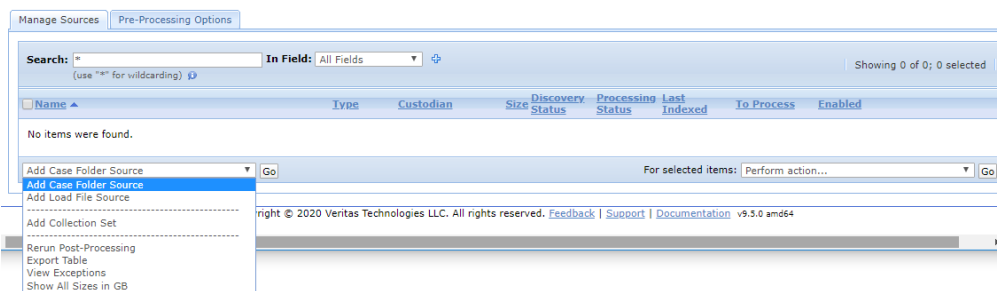 Manage Sources Pre-Processing Options
Search: * In Field: All Fields
(use "*" for wildcarding)
Showing 0 of 0; 0 selected
Name Type Custodian Size Discovery Status Processing Status Last Indexed To Process Enabled
No items were found.
Add Case Folder Source Go For selected items: Perform action... Go
Add Case Folder Source
Add Load File Source
right © 2020 Veritas Technologies LLC. All rights reserved. Feedback | Support | Documentation v9.5.0 amd64
Add Collection Set
Rerun Post-Processing
Export Table
View Exceptions
Show All Sizes in GB